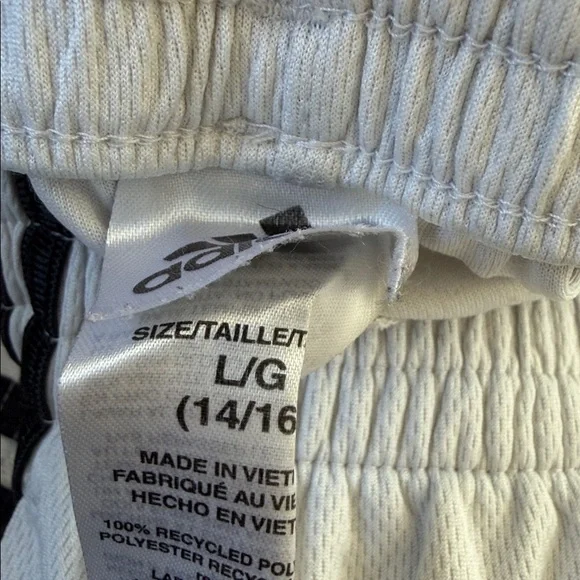 SIZE/TAILLE/T
L/G
(14/16
MADE IN VIET
FABRIQUÉ AU VIE
HECHO EN VIET
100% RECYCLED POL
POLYESTER RECYC